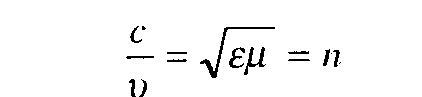 c/υ = √εμ = n